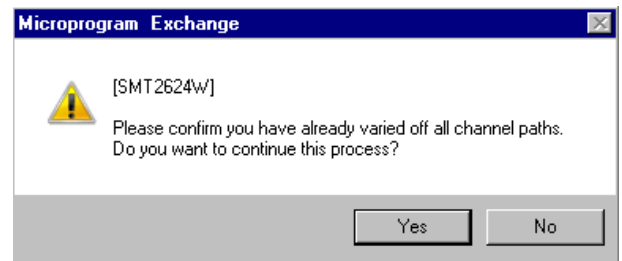 Microprogram Exchange
[SMT2624W]
Please confirm you have already varied off all channel paths.
Do you want to continue this process?
Yes No